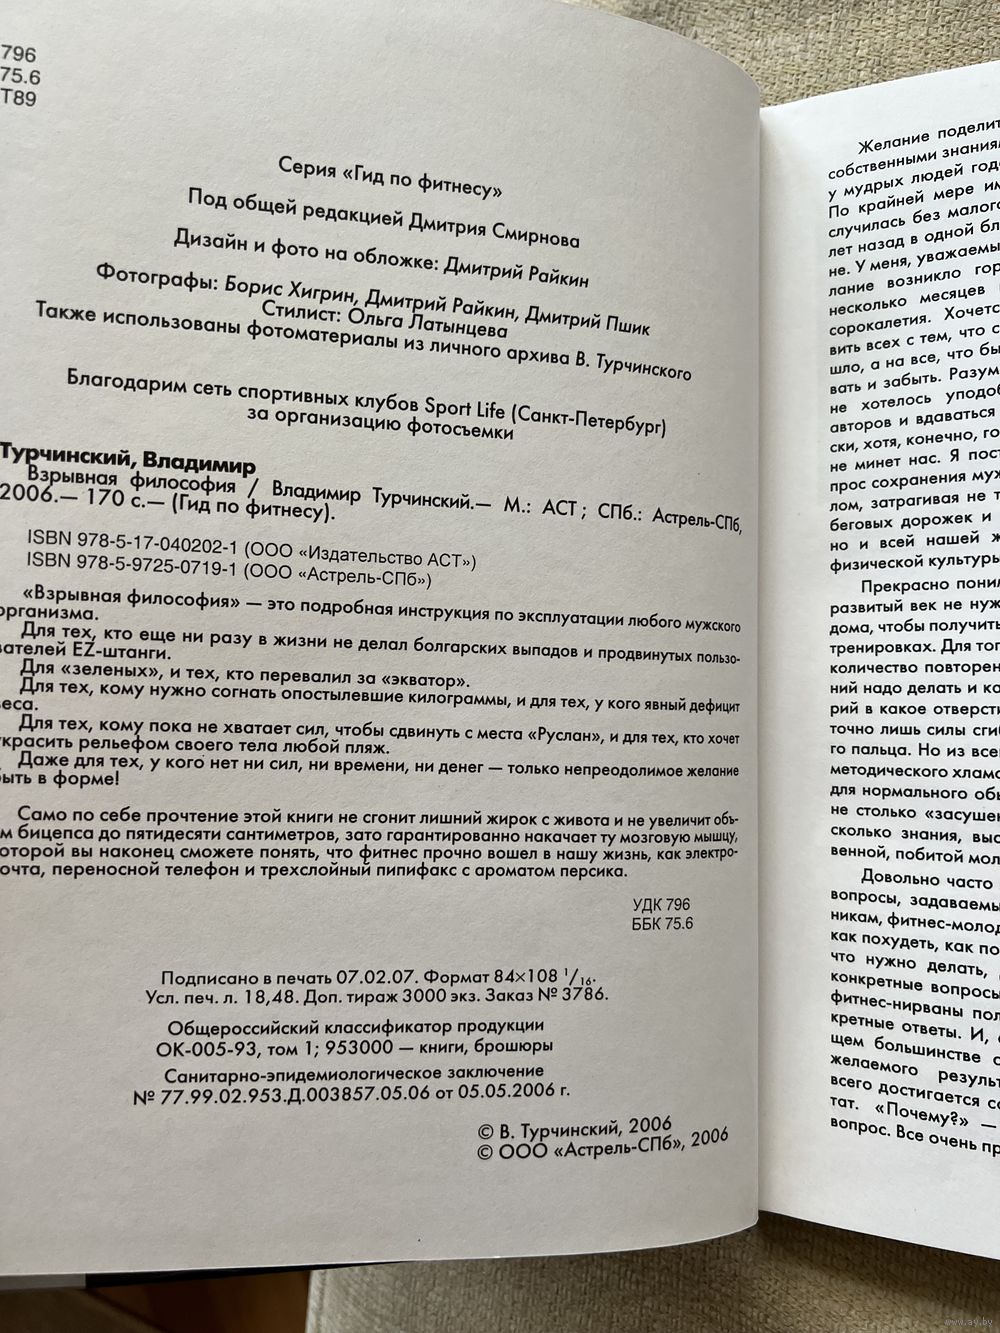 796
75.6
Т89
Серия «Гид по фитнесу»
Под общей редакцией Дмитрия Смирнова
Дизайн и фото на обложке: Дмитрий Райкин
Фотографы: Борис Хигрин, Дмитрий Райкин, Дмитрий Пшик
Стилист: Ольга Латынцева
Также использованы фотоматериалы из личного архива В. Турчинского
Благодарим сеть спортивных клубов Sport Life (Санкт-Петербург)
за организацию фотосъемки
Турчинский, Владимир
Взрывная философия / Владимир Турчинский.— М.: АСТ ; СПб.: Астрель-СПб,
2006.— 170 с.— (Гид по фитнесу).
ISBN 978-5-17-040202-1 (ООО «Издательство АСТ»)
ISBN 978-5-9725-0719-1 (ООО «Астрель-СПб»)
«Взрывная философия» — это подробная инструкция по эксплуатации любого мужского
организма.
Для тех, кто еще ни разу в жизни не делал болгарских выпадов и продвинутых пользо-
вателей EZ-штанги.
Для «зеленых», и тех, кто перевалил за «экватор».
Для тех, кому нужно согнать опостылевшие килограммы, и для тех, у кого явный дефицит
веса.
Для тех, кому пока не хватает сил, чтобы сдвинуть с места «Руслан», и для тех, кто хочет
украсить рельефом своего тела любой пляж.
Даже для тех, у кого нет ни сил, ни времени, ни денег — только непреодолимое желание
быть в форме!
Само по себе прочтение этой книги не сгонит лишний жирок с живота и не увеличит объ-
м бицепса до пятидесяти сантиметров, зато гарантированно накачает ту мозговую мышцу,
оторой вы наконец сможете понять, что фитнес прочно вошел в нашу жизнь, как электро-
очта, переносной телефон и трехслойный пипифакс с ароматом персика.
УДК 796
ББК 75.6
Подписано в печать 07.02.07. Формат 84×108 1/16.
Усл. печ. л. 18,48. Доп. тираж 3000 экз. Заказ № 3786.
Общероссийский классификатор продукции
ОК-005-93, том 1; 953000 — книги, брошюры
Санитарно-эпидемиологическое заключение
№ 77.99.02.953.Д.003857.05.06 от 05.05.2006 г.
© В. Турчинский, 2006
© ООО «Астрель-СПб», 2006
Желание поделит
собственными знаниям
у мудрых людей год
По крайней мере им
случилась без малог
лет назад в одной бл
не. У меня, уважаемы
лание возникло гор
несколько месяцев
сорокалетия. Хочетс
вить всех с тем, что с
шло, а на все, что бы
вать и забыть. Разум
не хотелось уподоб
авторов и вдаваться
ски, хотя, конечно, го
не минет нас. Я пост
прос сохранения муж
лом, затрагивая не т
беговых дорожек и
но и всей нашей ж
физической культуры
Прекрасно понил
развитый век не нуж
дома, чтобы получить
тренировках. Для тог
количество повторен
ний надо делать и ка
рий в какое отверсти
точно лишь силы сгиб
го пальца. Но из всег
методического хламо
для нормального обы
не столько «засушен
сколько знания, выс
венной, побитой мол
Довольно часто
вопросы, задаваемы
никам, фитнес-молод
как похудеть, как по
что нужно делать,
конкретные вопросы
фитнес-нирваны пол
кретные ответы. И,
щем большинстве с
желаемого результ
всего достигается со
тат. «Почему?» —
вопрос. Все очень пр
www.ay.by